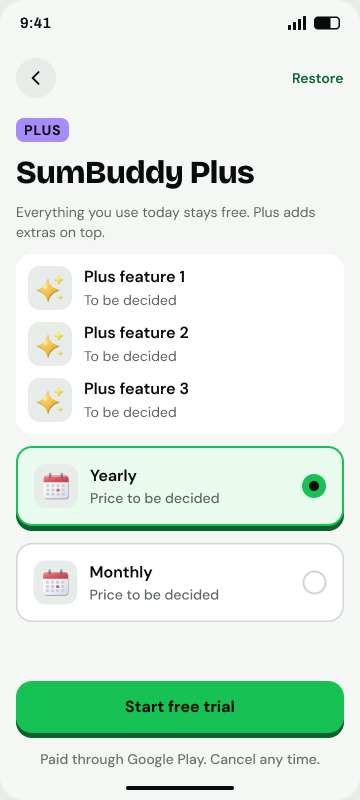 9:41
Restore
PLUS
SumBuddy Plus
Everything you use today stays free. Plus adds
extras on top.
Plus feature 1
To be decided
Plus feature 2
To be decided
Plus feature 3
To be decided
Yearly
Price to be decided
Monthly
Price to be decided
Start free trial
Paid through Google Play. Cancel any time.